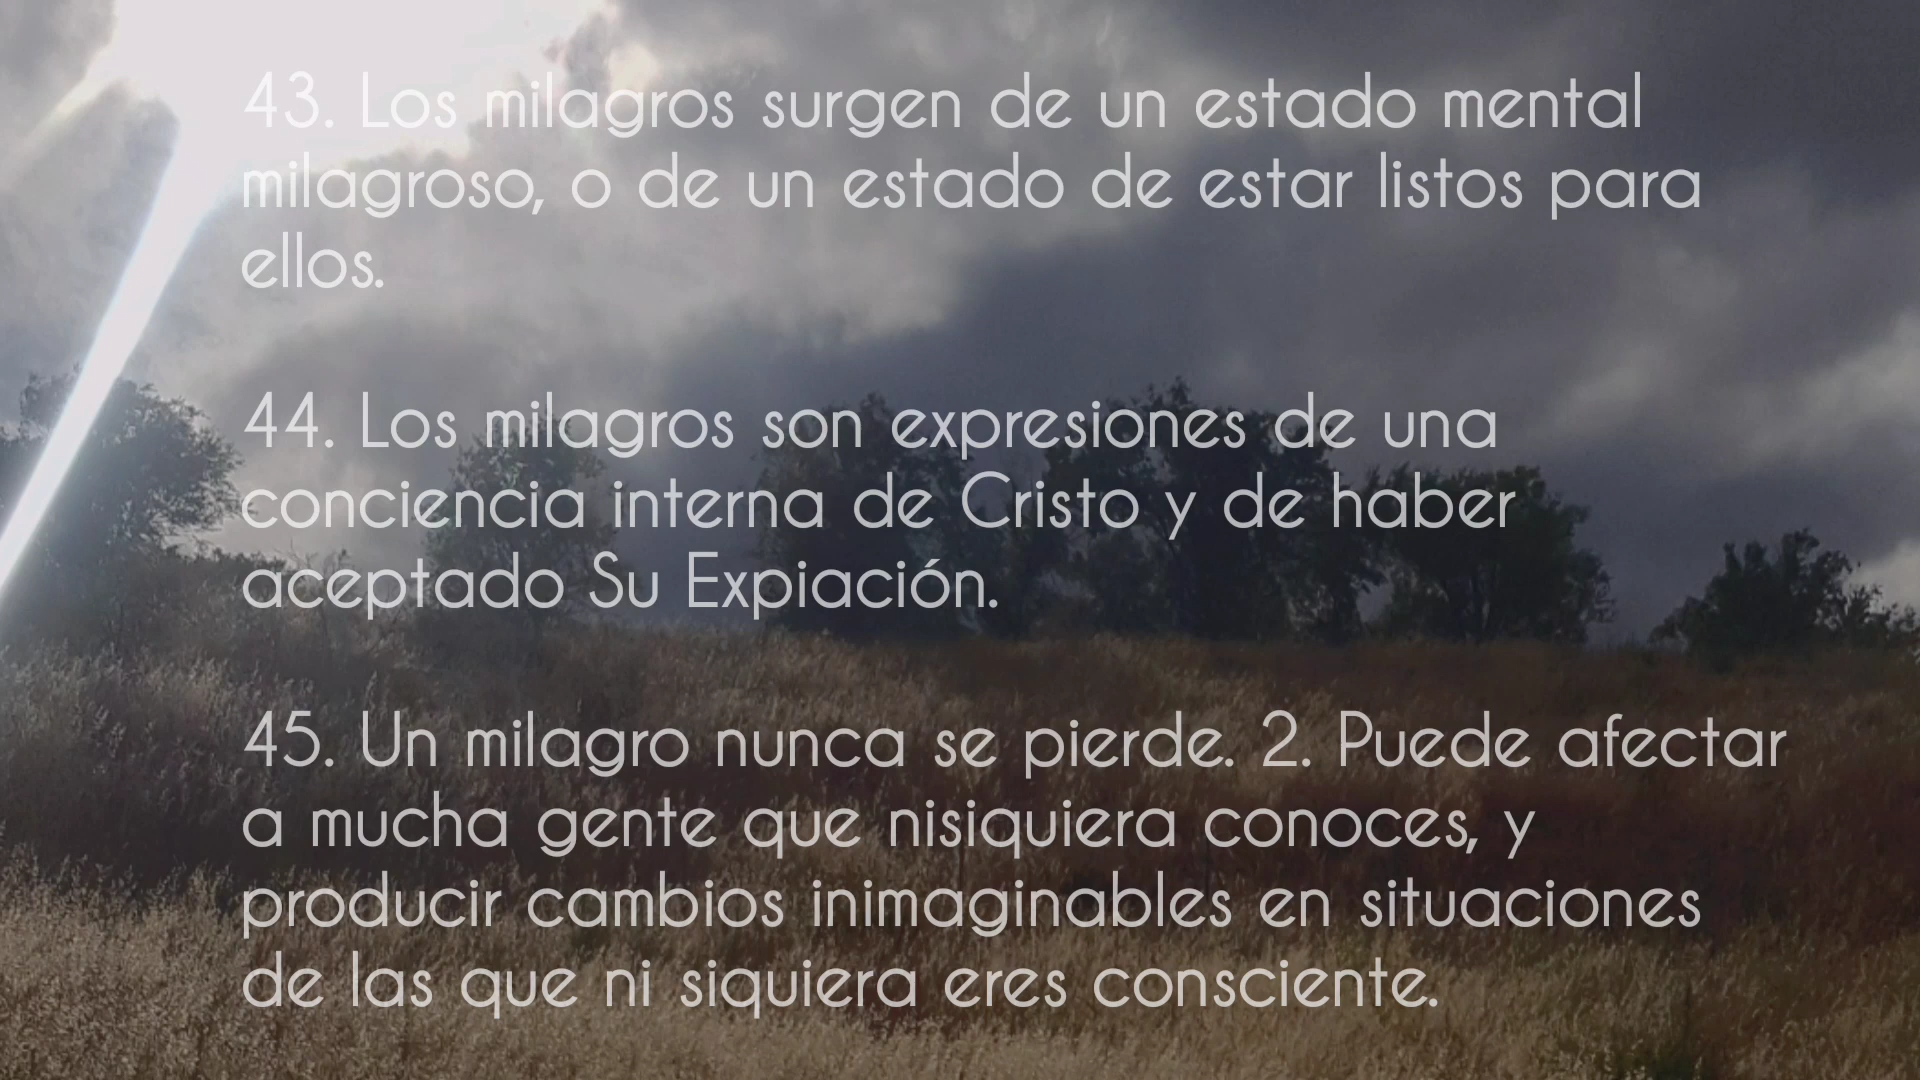 43. Los milagros surgen de un estado mental
milagroso, o de un estado de estar listos para
ellos.
44. Los milagros son expresiones de una
conciencia interna de Cristo y de haber
aceptado Su Expiación.
45. Un milagro nunca se pierde. 2. Puede afectar
a mucha gente que nisiquiera conoces, y
producir cambios inimaginables en situaciones
de las que ni siquiera eres consciente.